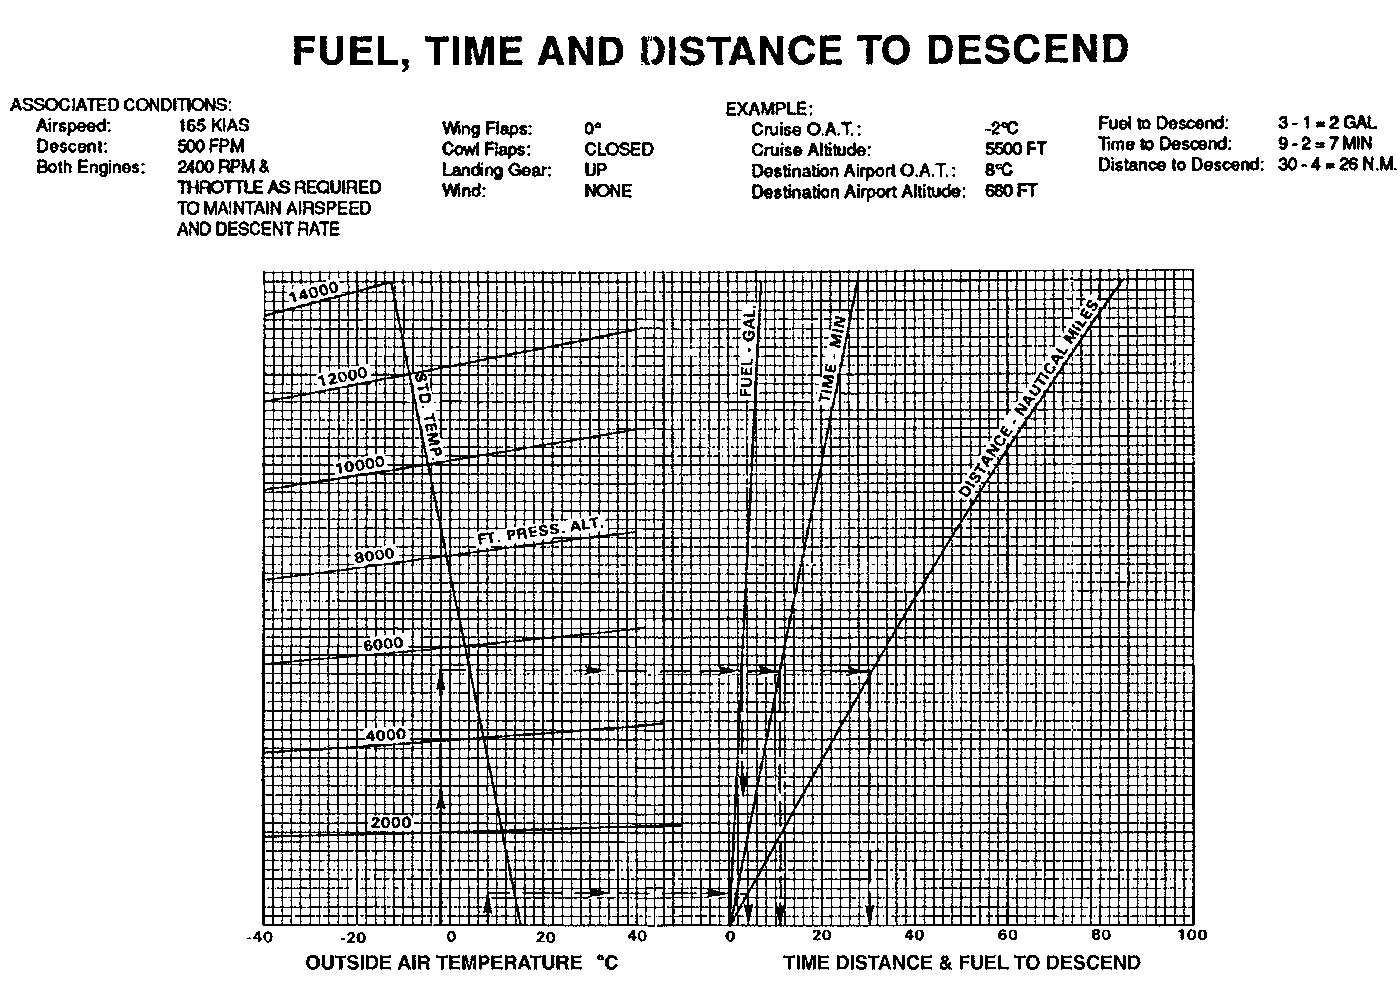 FUEL, TIME AND DISTANCE TO DESCEND
ASSOCIATED CONDITIONS:
Airspeed: 165 KIAS
Descent: 500 FPM
Both Engines: 2400 RPM &
THROTTLE AS REQUIRED
TO MAINTAIN AIRSPEED
AND DESCENT RATE
Wing Flaps: 0°
Cowl Flaps: CLOSED
Landing Gear: UP
Wind: NONE
EXAMPLE:
Cruise O.A.T.: -2°C
Cruise Altitude: 5500 FT
Destination Airport O.A.T.: 8°C
Destination Airport Altitude: 680 FT
Fuel to Descend: 3 - 1 = 2 GAL
Time to Descend: 9 - 2 = 7 MIN
Distance to Descend: 30 - 4 = 26 N.M.
14000
12000
10000
8000
6000
4000
2000
STD. TEMP.
FT. PRESS. ALT.
FUEL - GAL.
TIME - MIN
DISTANCE - NAUTICAL MILES
-40 -20 0 20 40 0 20 40 60 80 100
OUTSIDE AIR TEMPERATURE °C
TIME DISTANCE & FUEL TO DESCEND